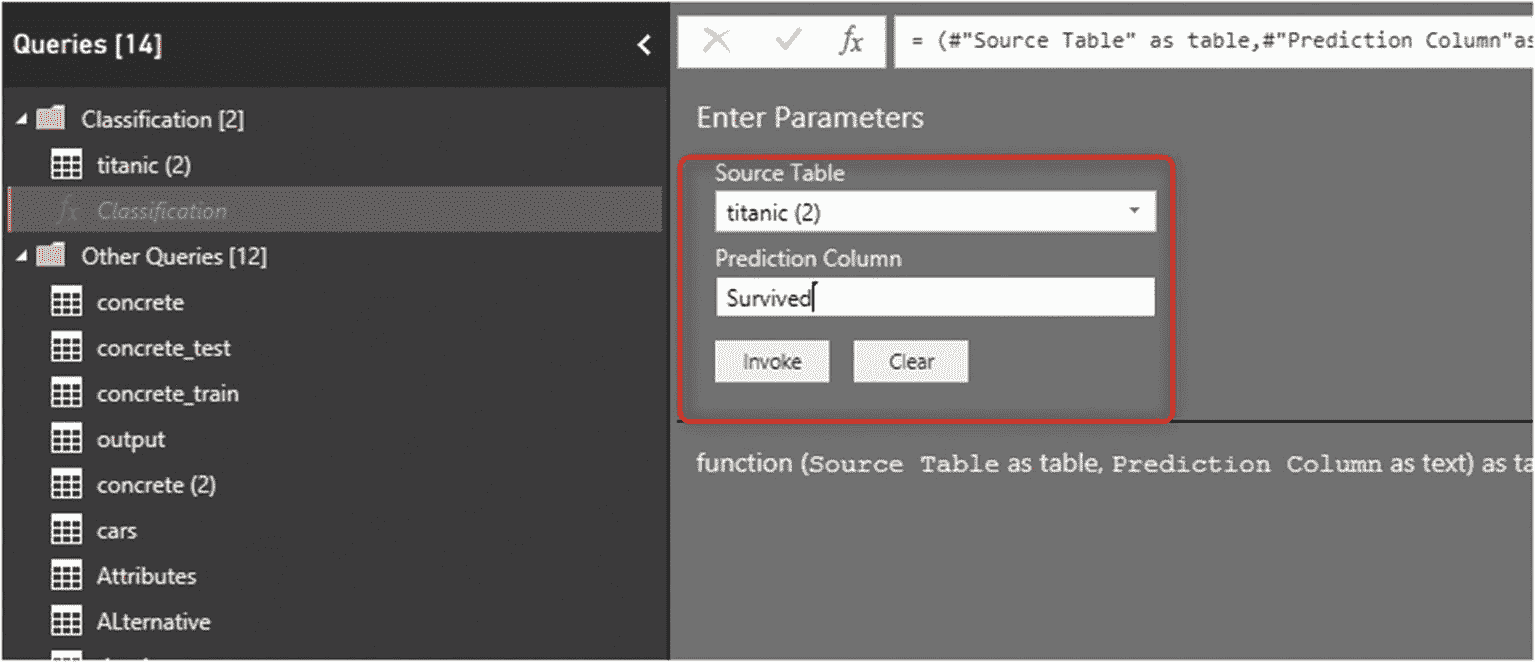 Queries [14]
Classification [2]
titanic (2)
fx Classification
Other Queries [12]
concrete
concrete_test
concrete_train
output
concrete (2)
cars
Attributes
ALternative
fx
= (#"Source Table" as table,#"Prediction Column"as
Enter Parameters
Source Table
titanic (2)
Prediction Column
Survived
Invoke Clear
function (Source Table as table, Prediction Column as text) as ta